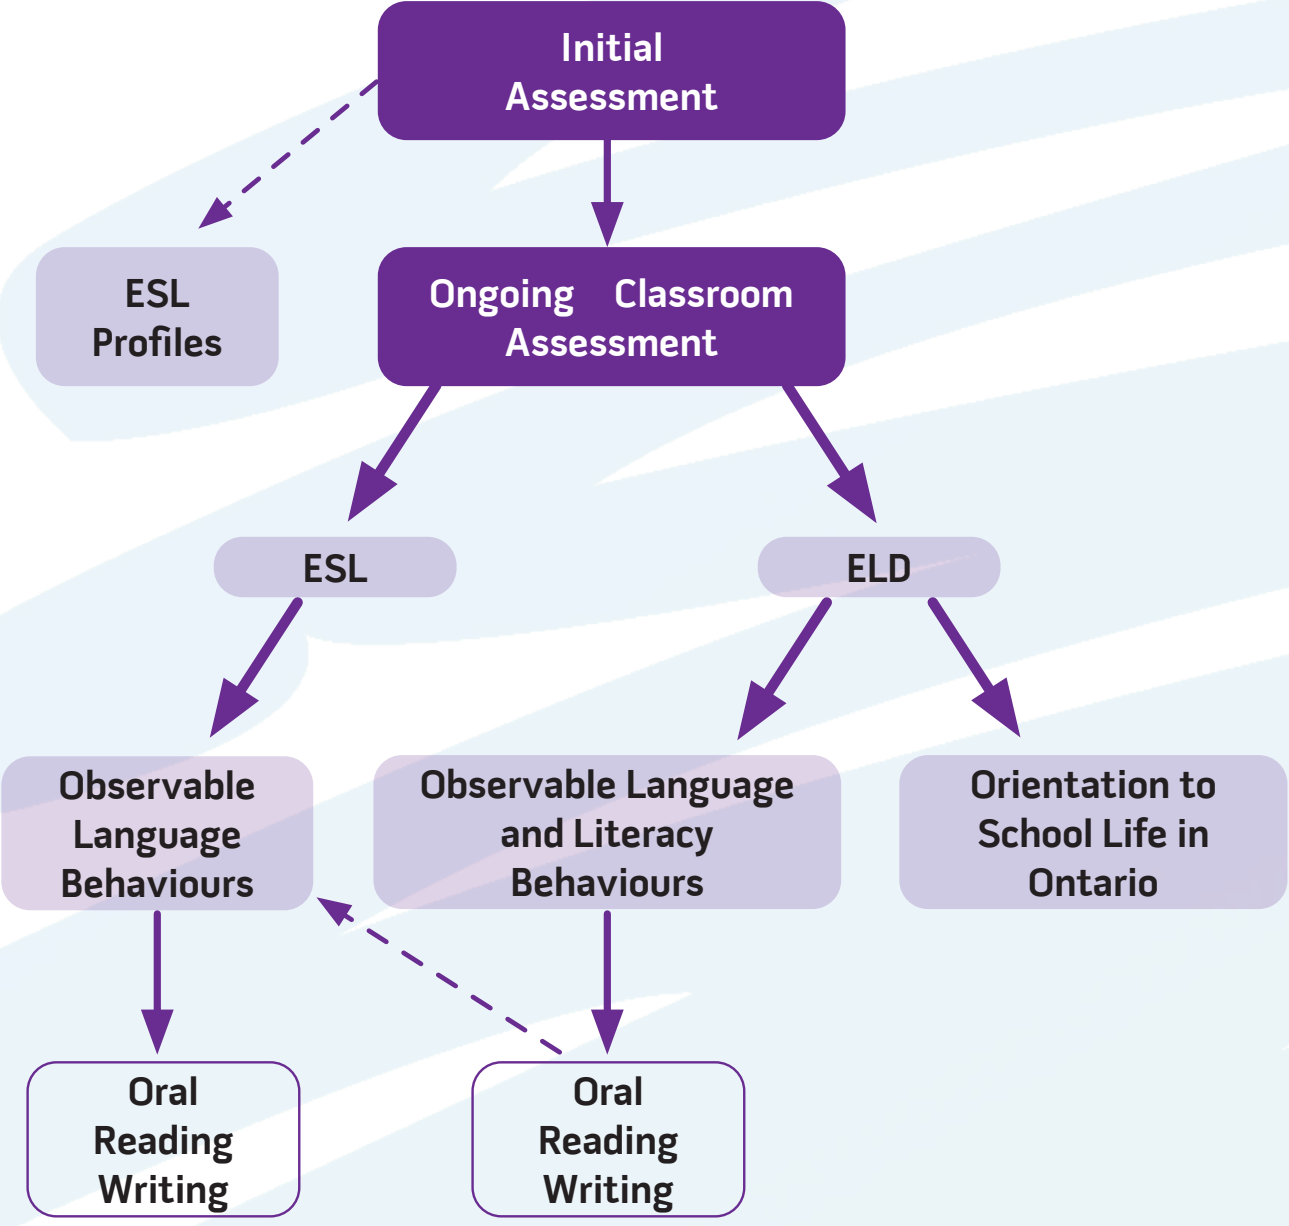 Initial
Assessment
ESL
Profiles
Ongoing Classroom
Assessment
ESL
ELD
Observable
Language
Behaviours
Observable Language
and Literacy
Behaviours
Orientation to
School Life in
Ontario
Oral
Reading
Writing
Oral
Reading
Writing